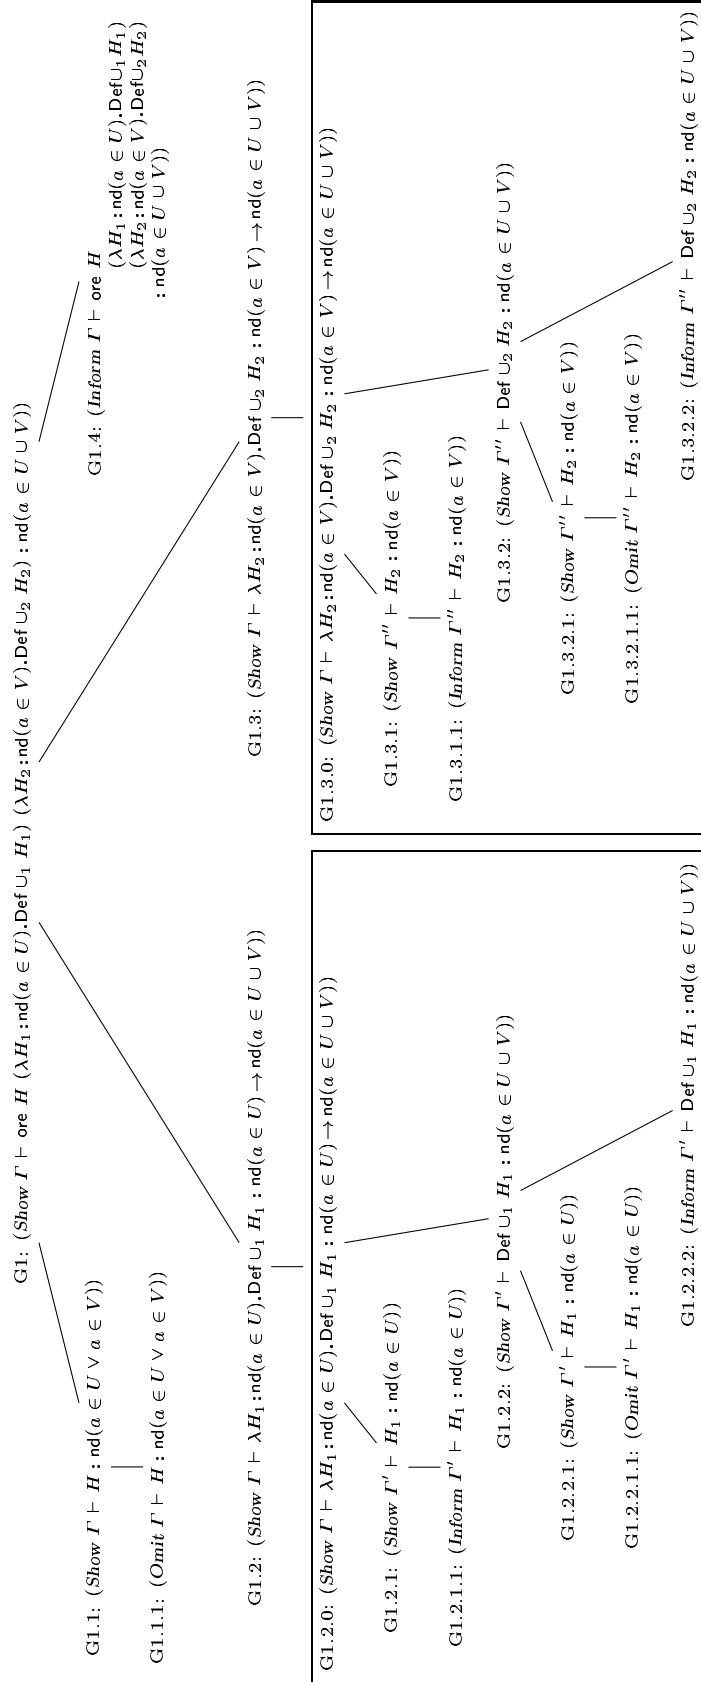 G1: (Show Γ ⊢ ore H (λH₁:nd(a ∈ U).Def∪₁ H₁) (λH₂:nd(a ∈ V).Def∪₂ H₂) : nd(a ∈ U ∪ V))
G1.1: (Show Γ ⊢ H : nd(a ∈ U ∨ a ∈ V))
G1.1.1: (Omit Γ ⊢ H : nd(a ∈ U ∨ a ∈ V))
G1.4: (Inform Γ ⊢ ore H
(λH₁:nd(a ∈ U).Def∪₁H₁)
(λH₂:nd(a ∈ V).Def∪₂H₂)
: nd(a ∈ U ∪ V))
G1.2: (Show Γ ⊢ λH₁:nd(a ∈ U).Def∪₁ H₁ : nd(a ∈ U) → nd(a ∈ U ∪ V))
G1.3: (Show Γ ⊢ λH₂:nd(a ∈ V).Def∪₂ H₂ : nd(a ∈ V) → nd(a ∈ U ∪ V))
G1.2.0: (Show Γ ⊢ λH₁:nd(a ∈ U).Def∪₁ H₁ : nd(a ∈ U) → nd(a ∈ U ∪ V))
G1.2.1: (Show Γ′ ⊢ H₁ : nd(a ∈ U))
G1.2.1.1: (Inform Γ′ ⊢ H₁ : nd(a ∈ U))
G1.2.2: (Show Γ′ ⊢ Def∪₁ H₁ : nd(a ∈ U ∪ V))
G1.2.2.1: (Show Γ′ ⊢ H₁ : nd(a ∈ U))
G1.2.2.1.1: (Omit Γ′ ⊢ H₁ : nd(a ∈ U))
G1.2.2.2: (Inform Γ′ ⊢ Def∪₁ H₁ : nd(a ∈ U ∪ V))
G1.3.0: (Show Γ ⊢ λH₂:nd(a ∈ V).Def∪₂ H₂ : nd(a ∈ V) → nd(a ∈ U ∪ V))
G1.3.1: (Show Γ″ ⊢ H₂ : nd(a ∈ V))
G1.3.1.1: (Inform Γ″ ⊢ H₂ : nd(a ∈ V))
G1.3.2: (Show Γ″ ⊢ Def∪₂ H₂ : nd(a ∈ U ∪ V))
G1.3.2.1: (Show Γ″ ⊢ H₂ : nd(a ∈ V))
G1.3.2.1.1: (Omit Γ″ ⊢ H₂ : nd(a ∈ V))
G1.3.2.2: (Inform Γ″ ⊢ Def∪₂ H₂ : nd(a ∈ U ∪ V))